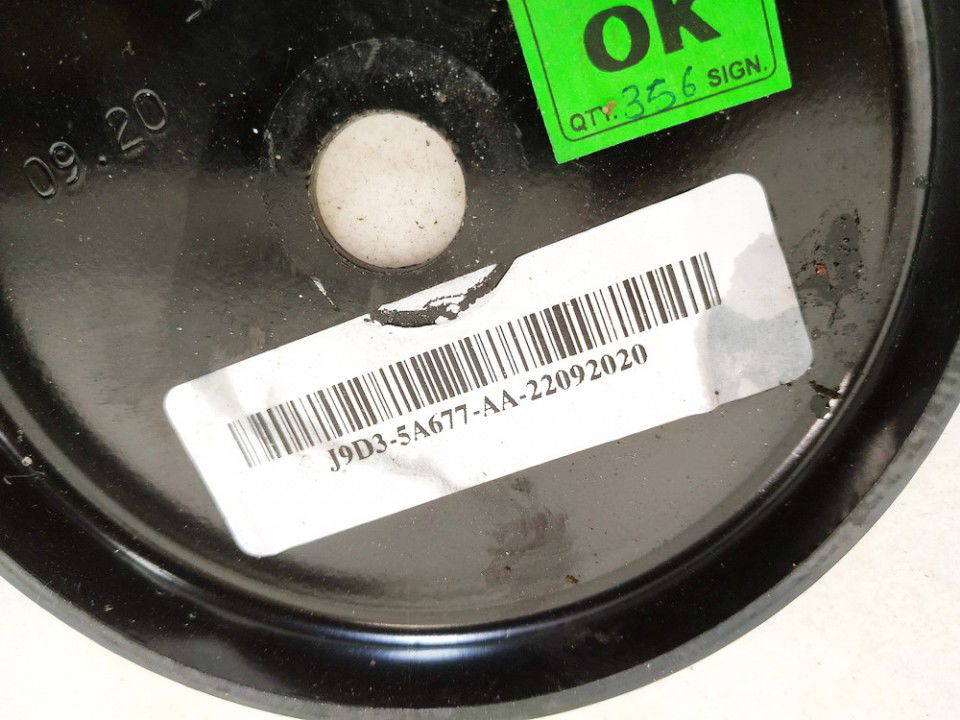 OK
QTY. 356 SIGN.
09.20
J9D3-5A677-AA-22092020